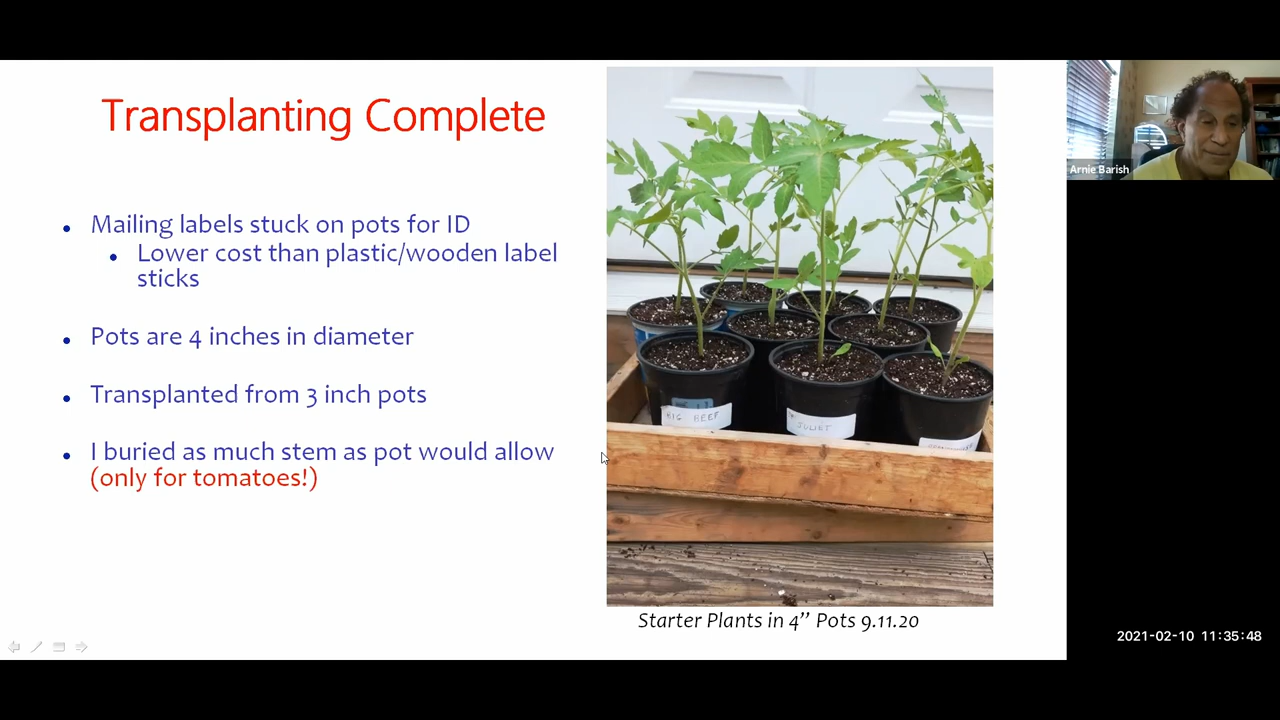 Transplanting Complete
Mailing labels stuck on pots for ID
Lower cost than plastic/wooden label
sticks
Pots are 4 inches in diameter
Transplanted from 3 inch pots
I buried as much stem as pot would allow
(only for tomatoes!)
BEEF
JULIET
Starter Plants in 4” Pots 9.11.20
Arnie Barish
2021-02-10 11:35:48